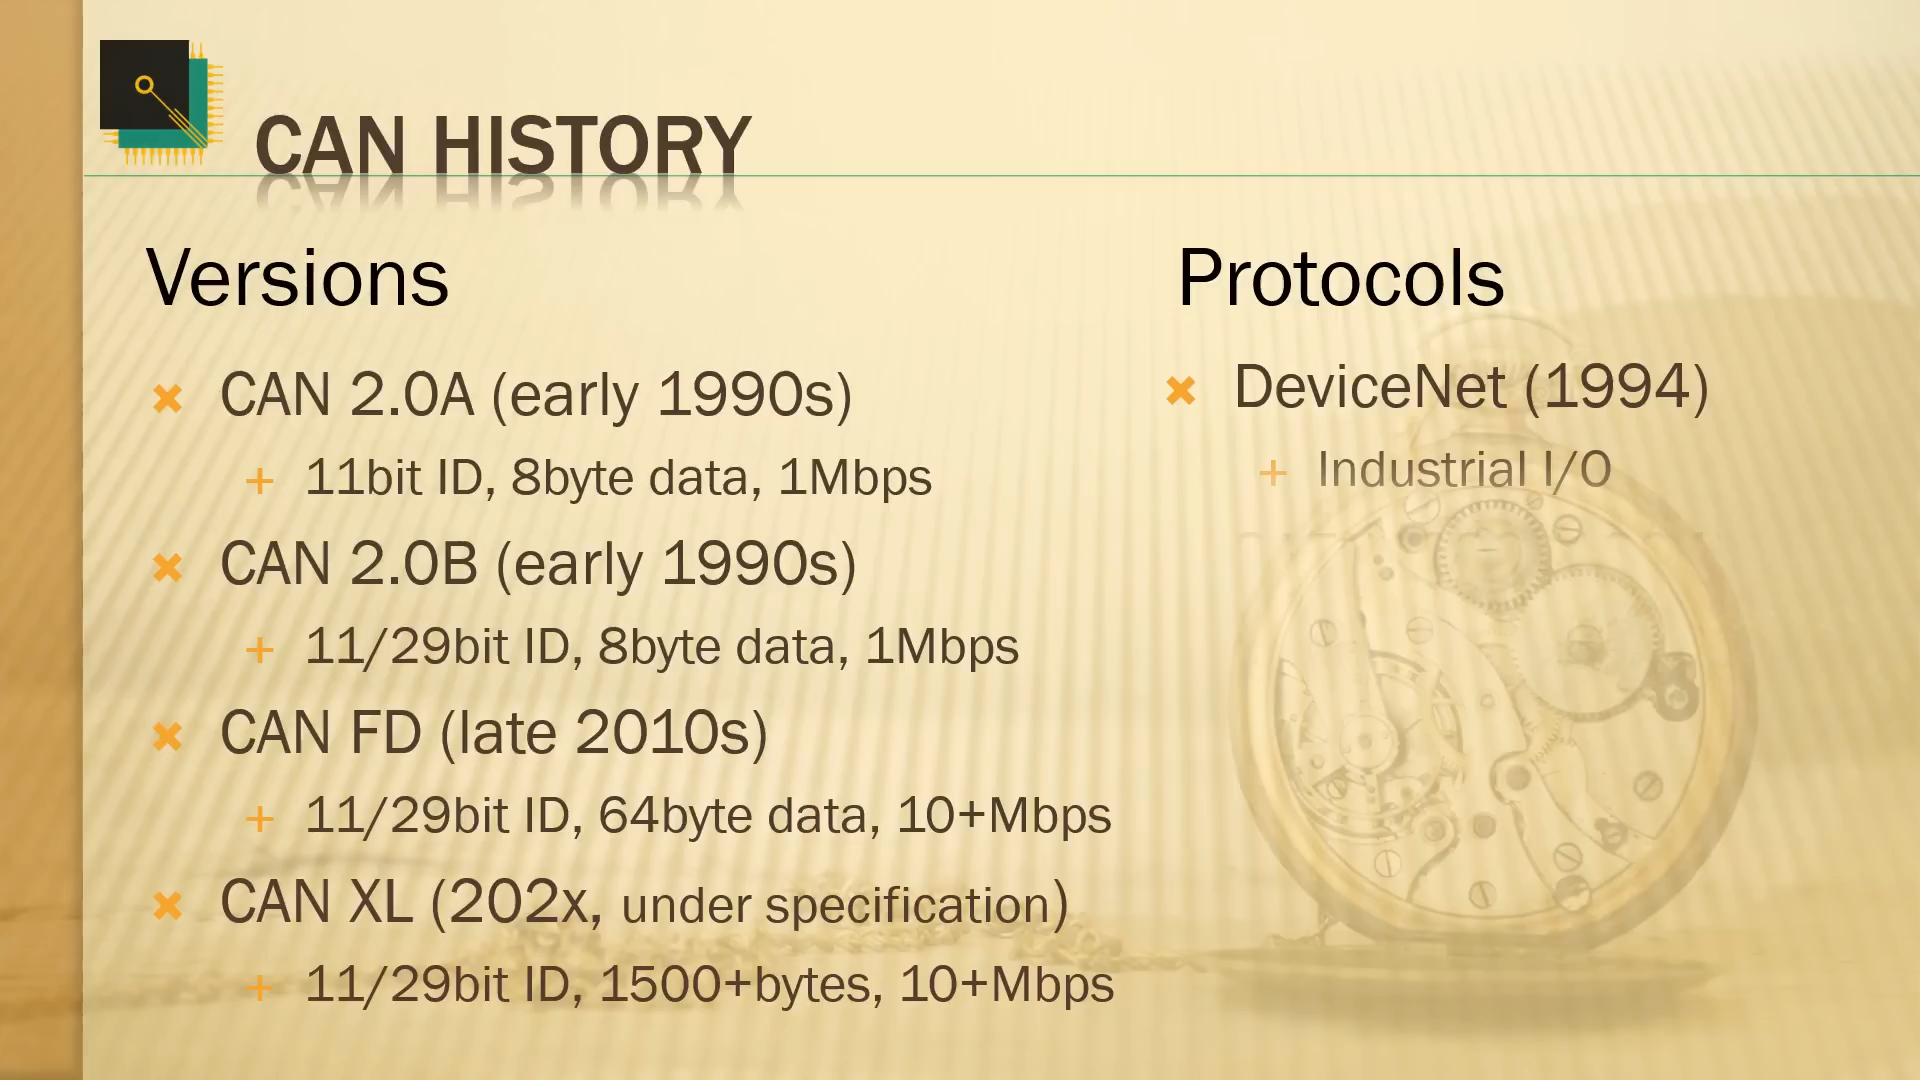 CAN HISTORY
Versions
CAN 2.0A (early 1990s)
11bit ID, 8byte data, 1Mbps
CAN 2.0B (early 1990s)
11/29bit ID, 8byte data, 1Mbps
CAN FD (late 2010s)
11/29bit ID, 64byte data, 10+Mbps
CAN XL (202x, under specification)
11/29bit ID, 1500+bytes, 10+Mbps
Protocols
DeviceNet (1994)
Industrial I/O